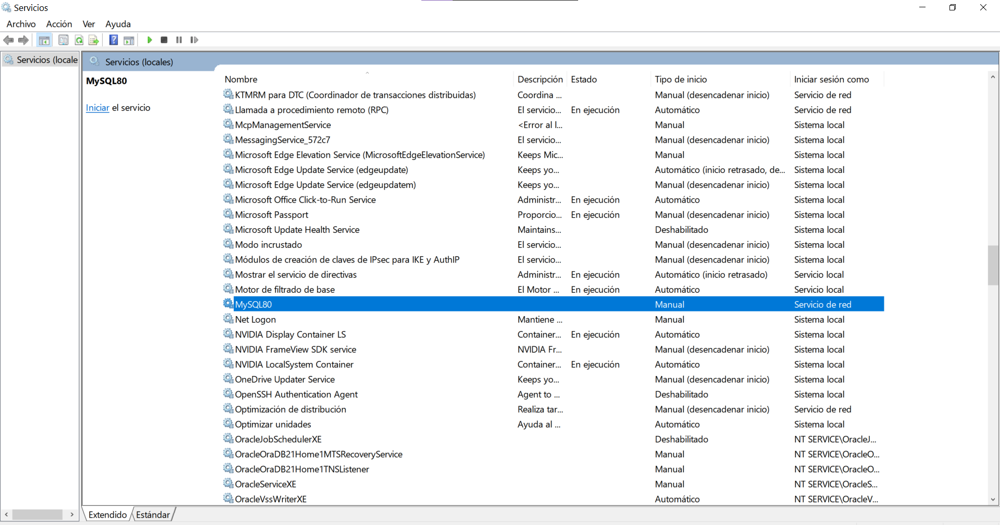 Servicios
Archivo Acción Ver Ayuda
Servicios (locale
Servicios (locales)
MySQL80
Iniciar el servicio
Nombre Descripción Estado Tipo de inicio Iniciar sesión como
KTMRM para DTC (Coordinador de transacciones distribuidas) Coordina ... Manual (desencadenar inicio) Servicio de red
Llamada a procedimiento remoto (RPC) El servicio... En ejecución Automático Servicio de red
McpManagementService <Error al l... Manual Sistema local
MessagingService_572c7 El servicio... Manual (desencadenar inicio) Sistema local
Microsoft Edge Elevation Service (MicrosoftEdgeElevationService) Keeps Mic... Manual Sistema local
Microsoft Edge Update Service (edgeupdate) Keeps yo... Automático (inicio retrasado, de... Sistema local
Microsoft Edge Update Service (edgeupdatem) Keeps yo... Manual (desencadenar inicio) Sistema local
Microsoft Office Click-to-Run Service Administr... En ejecución Automático Sistema local
Microsoft Passport Proporcio... En ejecución Manual (desencadenar inicio) Sistema local
Microsoft Update Health Service Maintains... Deshabilitado Sistema local
Modo incrustado El servicio... Manual (desencadenar inicio) Sistema local
Módulos de creación de claves de IPsec para IKE y AuthIP El servicio... Manual (desencadenar inicio) Sistema local
Mostrar el servicio de directivas Administr... En ejecución Automático (inicio retrasado) Servicio local
Motor de filtrado de base El Motor ... En ejecución Automático Servicio local
MySQL80 Manual Servicio de red
Net Logon Mantiene ... Manual Sistema local
NVIDIA Display Container LS Container... En ejecución Automático Sistema local
NVIDIA FrameView SDK service NVIDIA Fr... Manual (desencadenar inicio) Sistema local
NVIDIA LocalSystem Container Container... En ejecución Automático Sistema local
OneDrive Updater Service Keeps yo... Manual (desencadenar inicio) Sistema local
OpenSSH Authentication Agent Agent to ... Deshabilitado Sistema local
Optimización de distribución Realiza tar... Manual (desencadenar inicio) Servicio de red
Optimizar unidades Ayuda al ... Automático Sistema local
OracleJobSchedulerXE Deshabilitado NT SERVICE\OracleJ...
OracleOraDB21Home1MTSRecoveryService Manual NT SERVICE\OracleO...
OracleOraDB21Home1TNSListener Manual NT SERVICE\OracleO...
OracleServiceXE Manual NT SERVICE\OracleS...
OracleVssWriterXE Automático NT SERVICE\OracleV...
Extendido Estándar